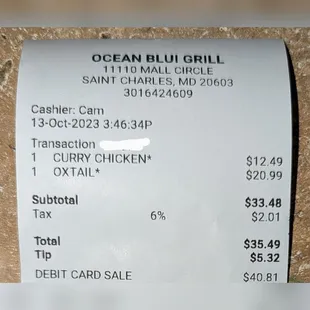 OCEAN BLUI GRILL
11110 MALL CIRCLE
SAINT CHARLES, MD 20603
3016424609
Cashier: Cam
13-Oct-2023 3:46:34P
Transaction
1 CURRY CHICKEN* $12.49
1 OXTAIL* $20.99
Subtotal $33.48
Tax 6% $2.01
Total $35.49
Tip $5.32
DEBIT CARD SALE $40.81